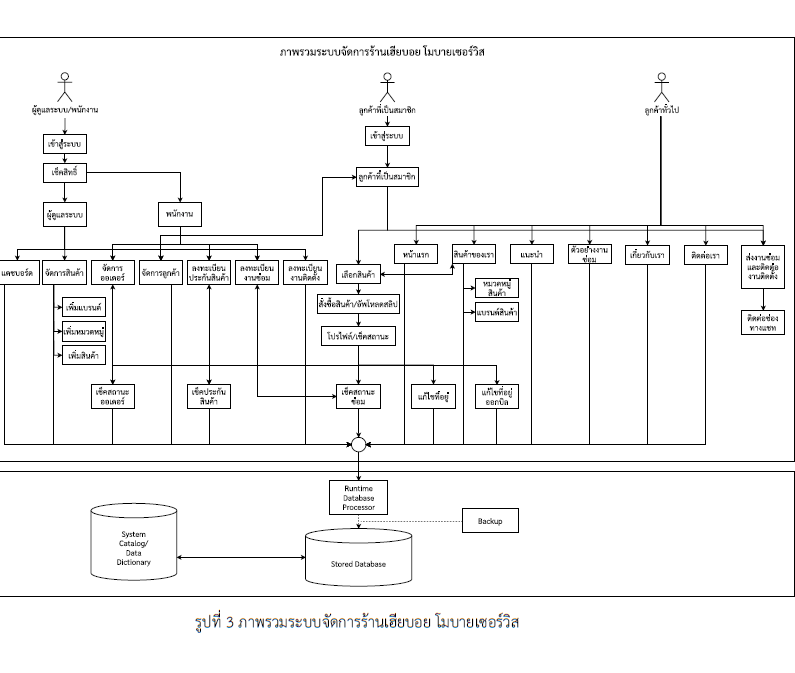 ภาพรวมระบบจัดการร้านเฮียบอย โมบายเซอร์วิส
ผู้ดูแลระบบ/พนักงาน
ลูกค้าที่เป็นสมาชิก
ลูกค้าทั่วไป
เข้าสู่ระบบ
เข้าสู่ระบบ
เช็คสิทธิ์
ลูกค้าที่เป็นสมาชิก
ผู้ดูแลระบบ
พนักงาน
หน้าแรก
สินค้าของเรา
แนะนำ
ตัวอย่างงาน
ซ่อม
เกี่ยวกับเรา
ติดต่อเรา
ส่งงานซ่อม
และติดต่อ
งานติดตั้ง
แดชบอร์ด
จัดการสินค้า
จัดการ
ออเดอร์
จัดการลูกค้า
ลงทะเบียน
ประกันสินค้า
ลงทะเบียน
งานซ่อม
ลงทะเบียน
งานติดตั้ง
เลือกสินค้า
หมวดหมู่
สินค้า
แบรนด์สินค้า
ติดต่อช่อง
ทางแชท
เพิ่มแบรนด์
เพิ่มหมวดหมู่
เพิ่มสินค้า
สั่งซื้อสินค้า/อัพโหลดสลิป
โปรไฟล์/เช็คสถานะ
เช็คสถานะ
ออเดอร์
เช็คประกัน
สินค้า
เช็คสถานะ
ซ่อม
แก้ไขที่อยู่
แก้ไขที่อยู่
ออกบิล
Runtime
Database
Processor
Backup
System
Catalog/
Data
Dictionary
Stored Database
รูปที่ 3 ภาพรวมระบบจัดการร้านเฮียบอย โมบายเซอร์วิส